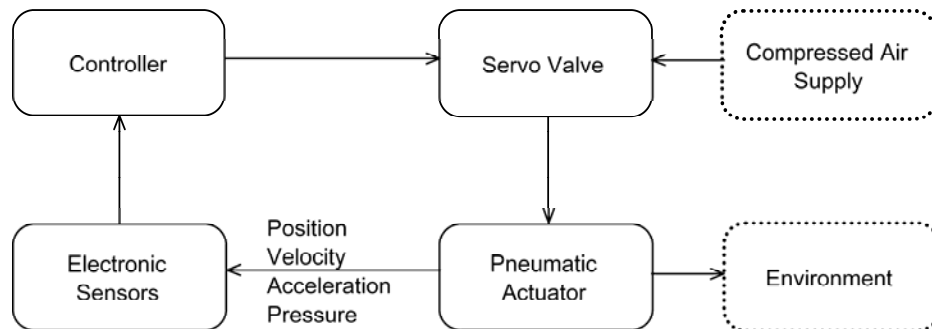 Controller
Servo Valve
Compressed Air
Supply
Electronic
Sensors
Position
Velocity
Acceleration
Pressure
Pneumatic
Actuator
Environment